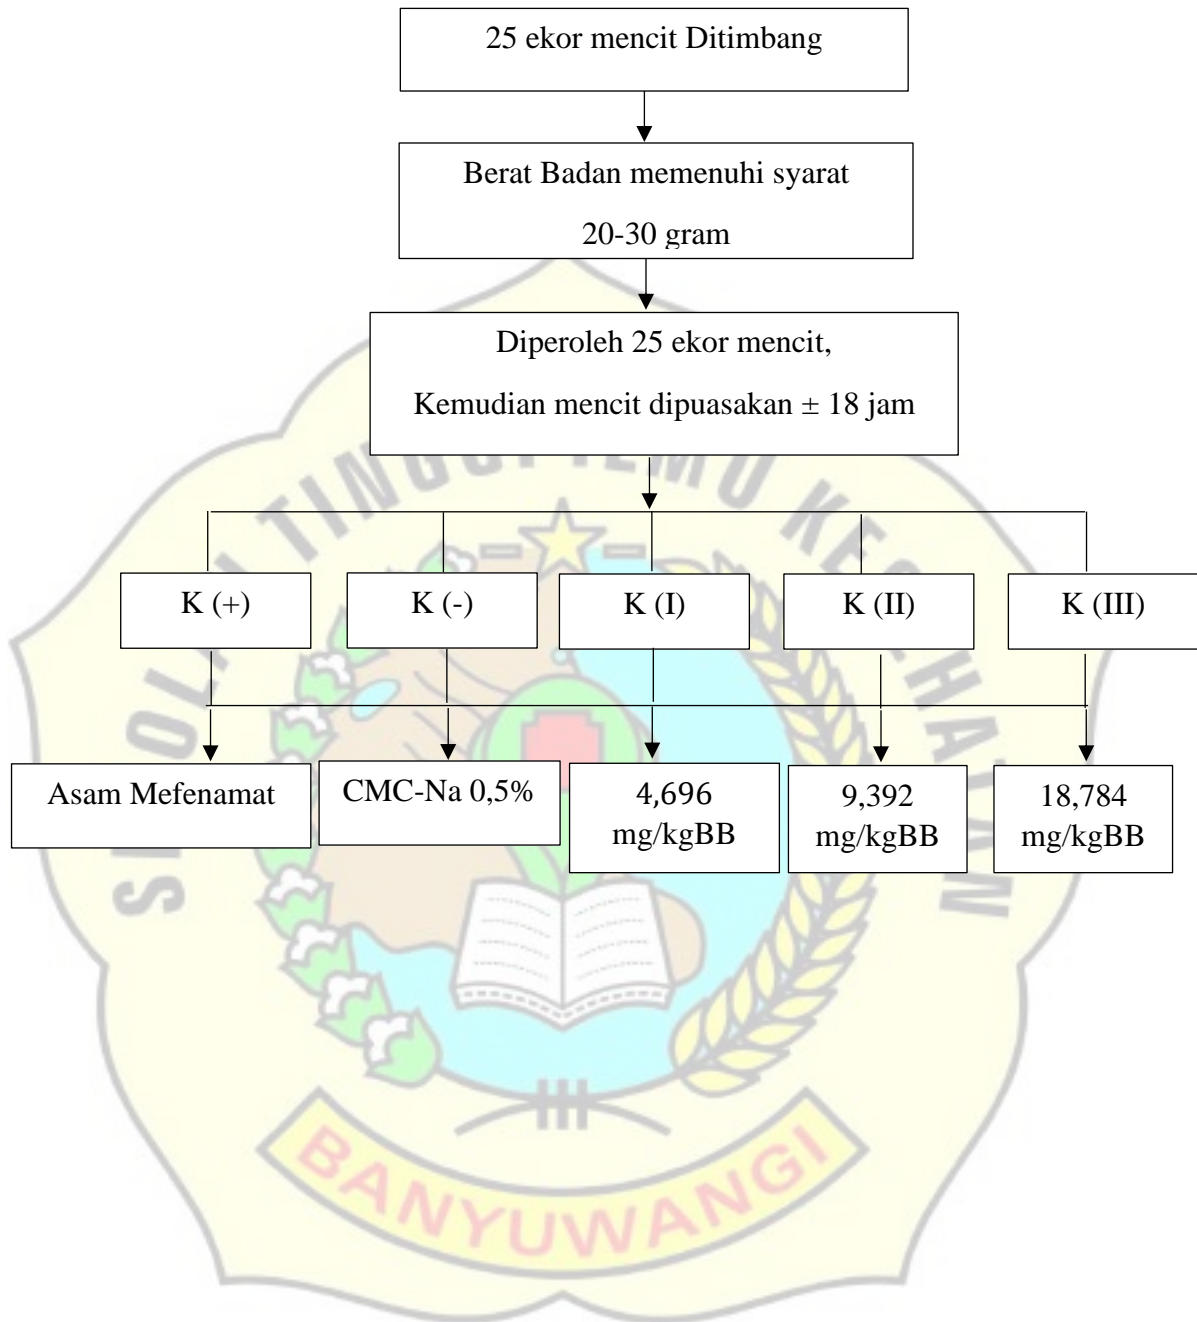 25 ekor mencit Ditimbang
Berat Badan memenuhi syarat
20-30 gram
Diperoleh 25 ekor mencit,
Kemudian mencit dipuasakan ± 18 jam
K (+)
K (-)
K (I)
K (II)
K (III)
Asam Mefenamat
CMC-Na 0,5%
4,696
mg/kgBB
9,392
mg/kgBB
18,784
mg/kgBB
BANYUWANGI